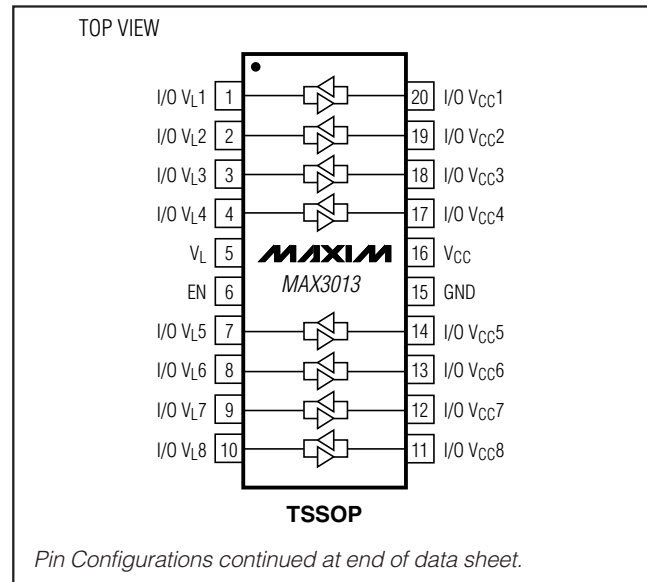 TOP VIEW
I/O VL1 1 20 I/O VCC1
I/O VL2 2 19 I/O VCC2
I/O VL3 3 18 I/O VCC3
I/O VL4 4 17 I/O VCC4
VL 5 MAXIM 16 VCC
EN 6 MAX3013 15 GND
I/O VL5 7 14 I/O VCC5
I/O VL6 8 13 I/O VCC6
I/O VL7 9 12 I/O VCC7
I/O VL8 10 11 I/O VCC8
TSSOP
Pin Configurations continued at end of data sheet.